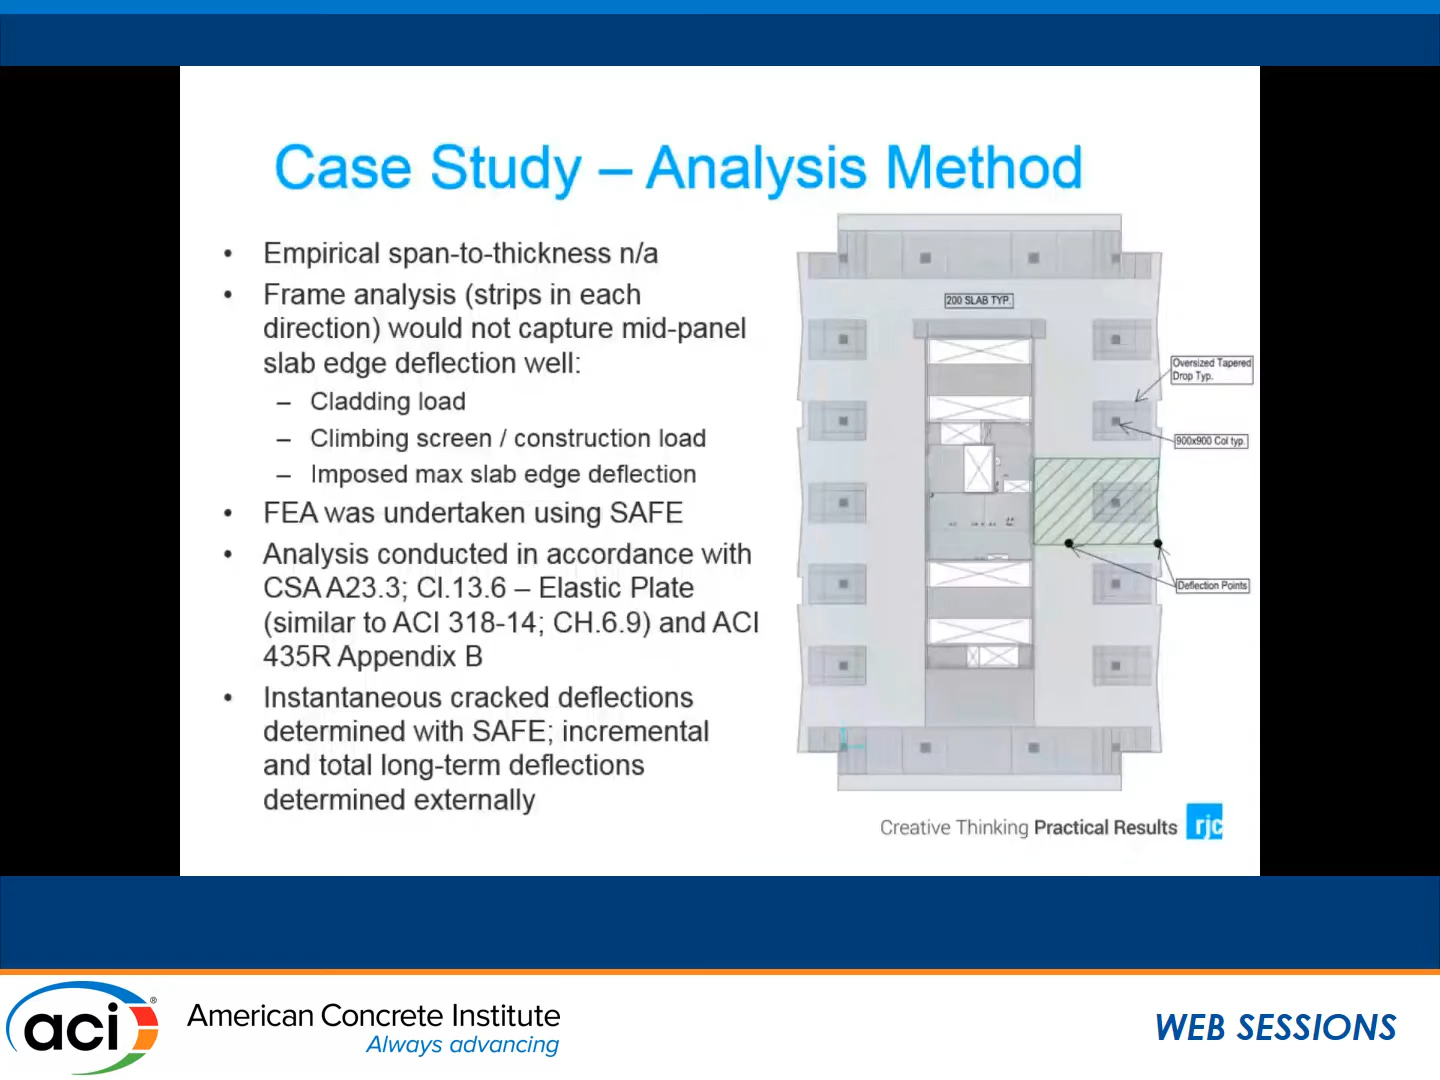 Case Study – Analysis Method
• Empirical span-to-thickness n/a
• Frame analysis (strips in each
direction) would not capture mid-panel
slab edge deflection well:
– Cladding load
– Climbing screen / construction load
– Imposed max slab edge deflection
• FEA was undertaken using SAFE
• Analysis conducted in accordance with
CSA A23.3; Cl.13.6 – Elastic Plate
(similar to ACI 318-14; CH.6.9) and ACI
435R Appendix B
• Instantaneous cracked deflections
determined with SAFE; incremental
and total long-term deflections
determined externally
200 SLAB TYP.
Oversized Tapered
Drop Typ.
900x900 Col typ.
Deflection Points
Creative Thinking Practical Results rjc
aci®
American Concrete Institute
Always advancing
WEB SESSIONS